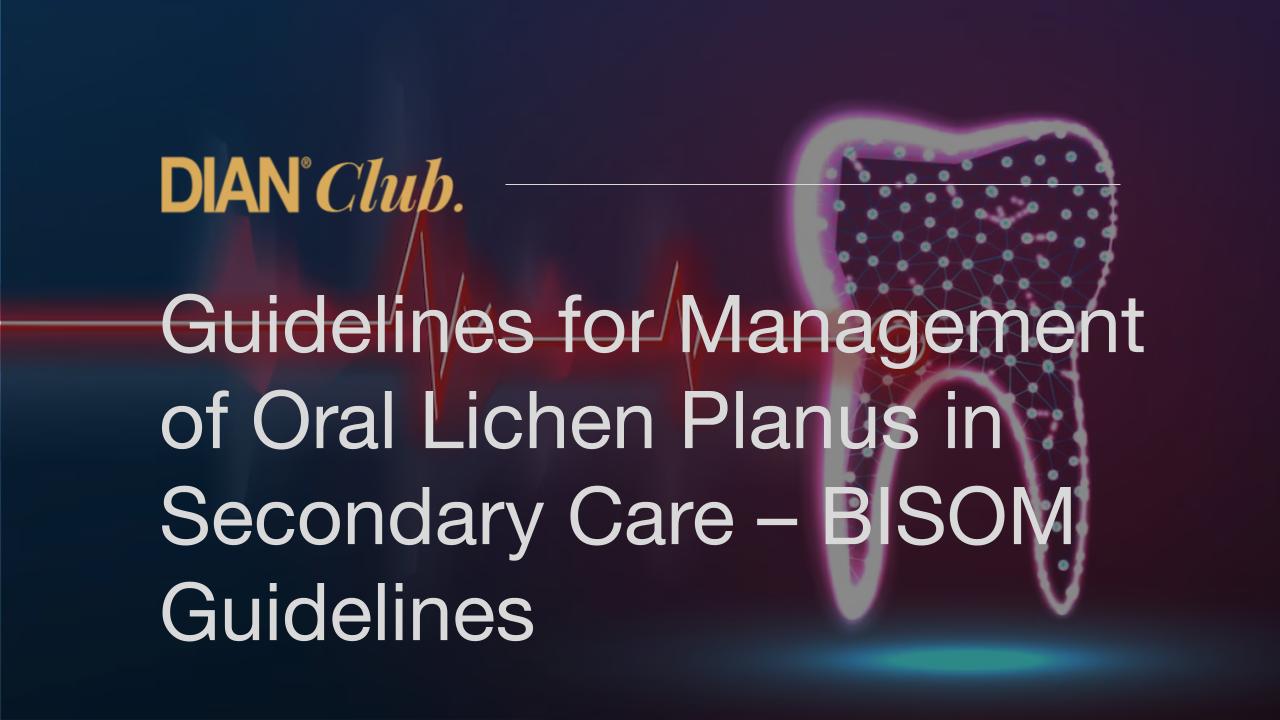 DIAN® Club.
Guidelines for Management
of Oral Lichen Planus in
Secondary Care – BISOM
Guidelines